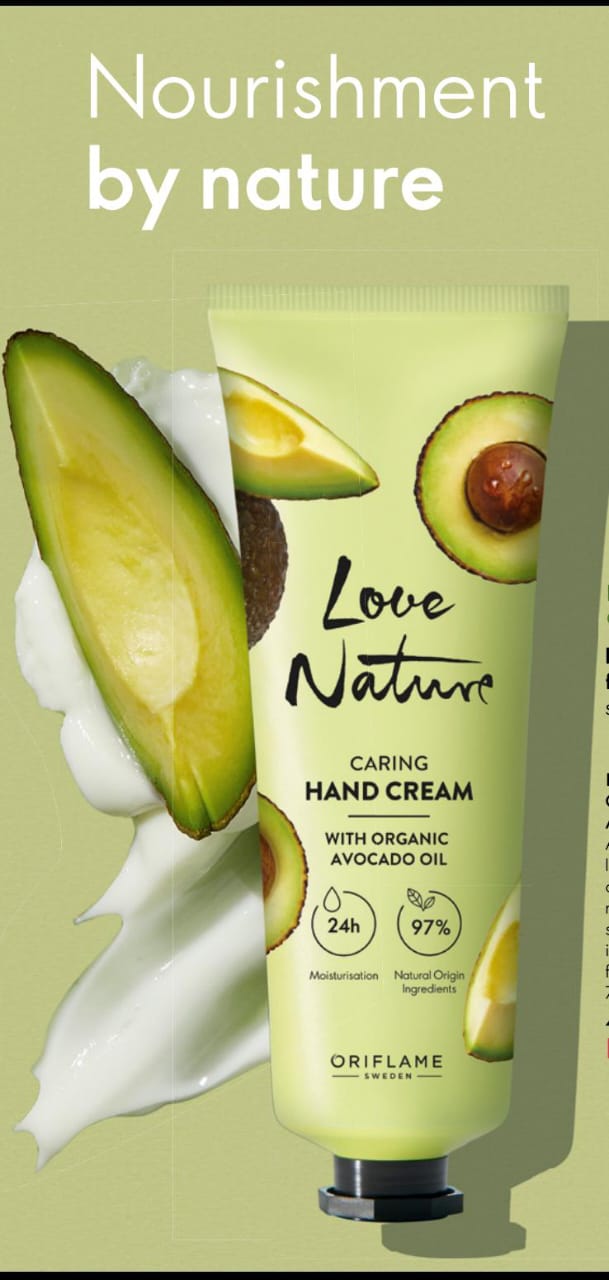 Nourishment
by nature
Love
Nature
CARING
HAND CREAM
WITH ORGANIC
AVOCADO OIL
24h
97%
Moisturisation
Natural Origin
Ingredients
ORIFLAME
SWEDEN